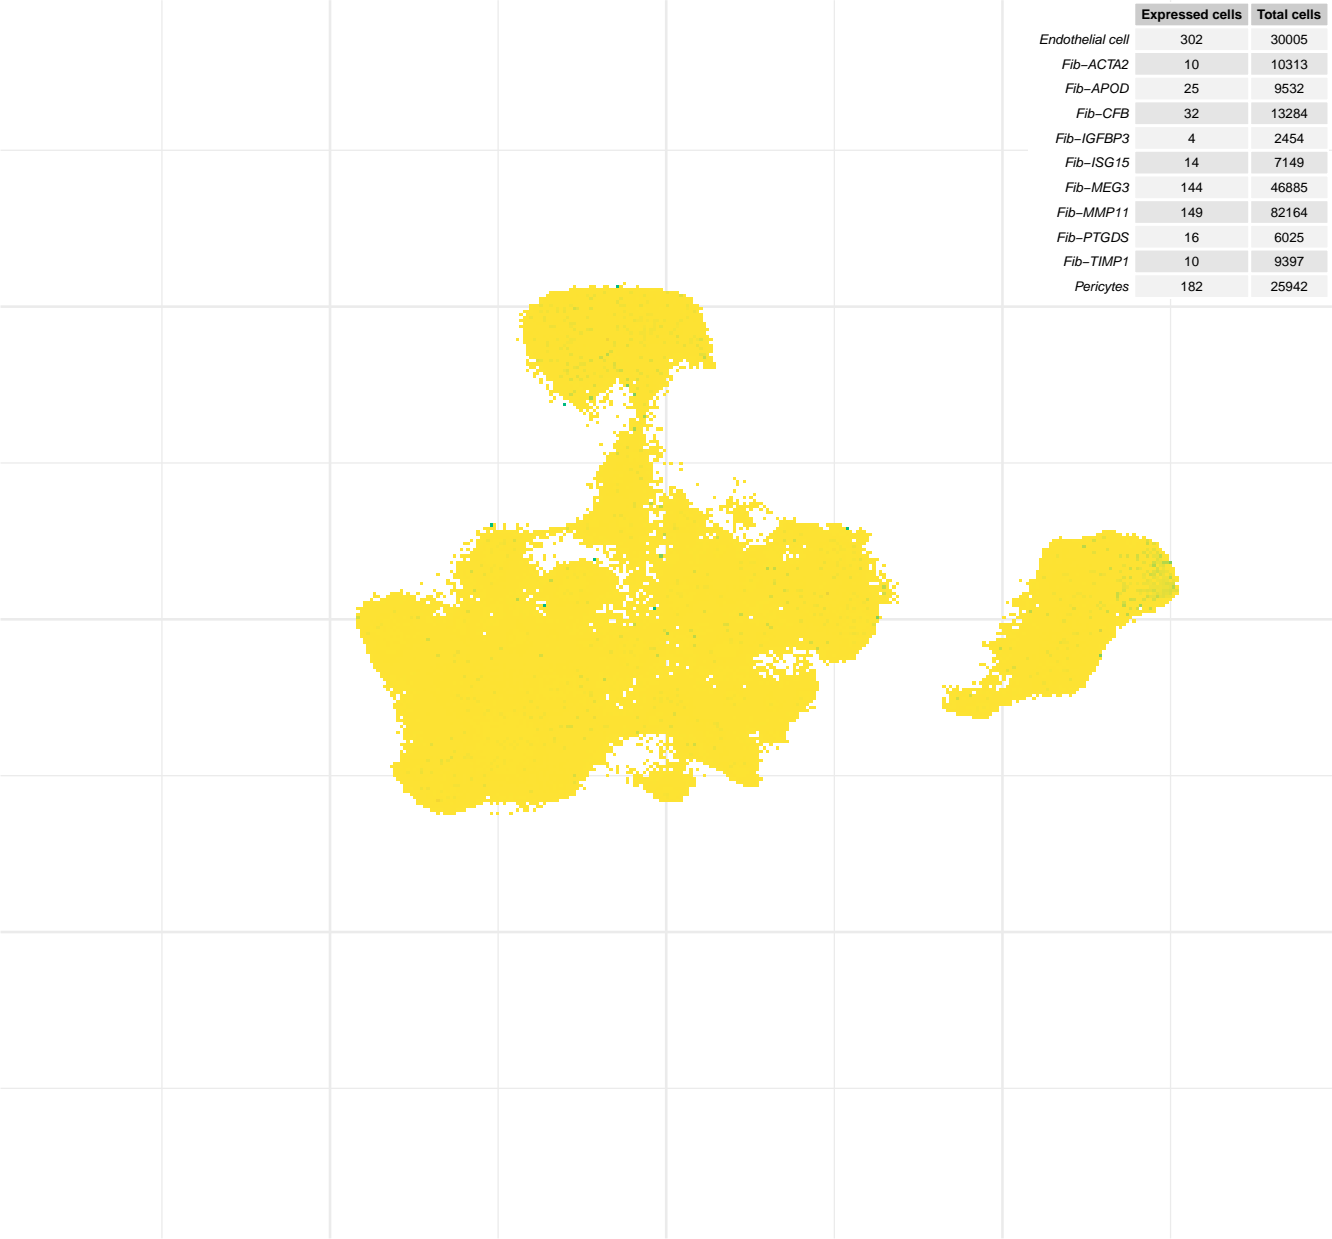 Expressed cells Total cells
Endothelial cell 302 30005
Fib−ACTA2 10 10313
Fib−APOD 25 9532
Fib−CFB 32 13284
Fib−IGFBP3 4 2454
Fib−ISG15 14 7149
Fib−MEG3 144 46885
Fib−MMP11 149 82164
Fib−PTGDS 16 6025
Fib−TIMP1 10 9397
Pericytes 182 25942